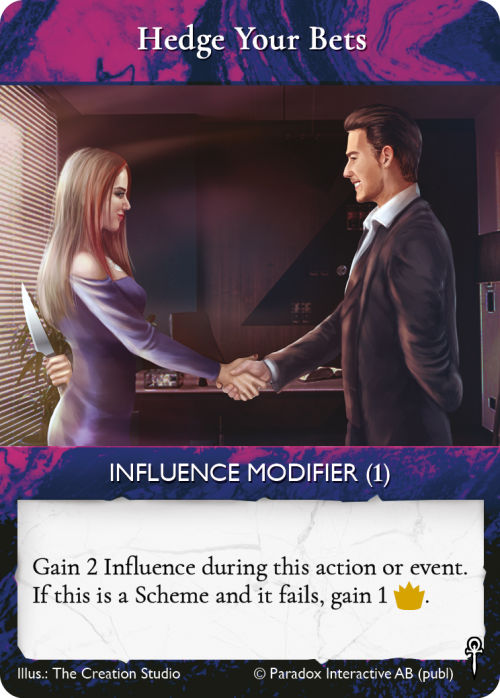 Hedge Your Bets
INFLUENCE MODIFIER (1)
Gain 2 Influence during this action or event.
If this is a Scheme and it fails, gain 1 .
Illus.: The Creation Studio © Paradox Interactive AB (publ)